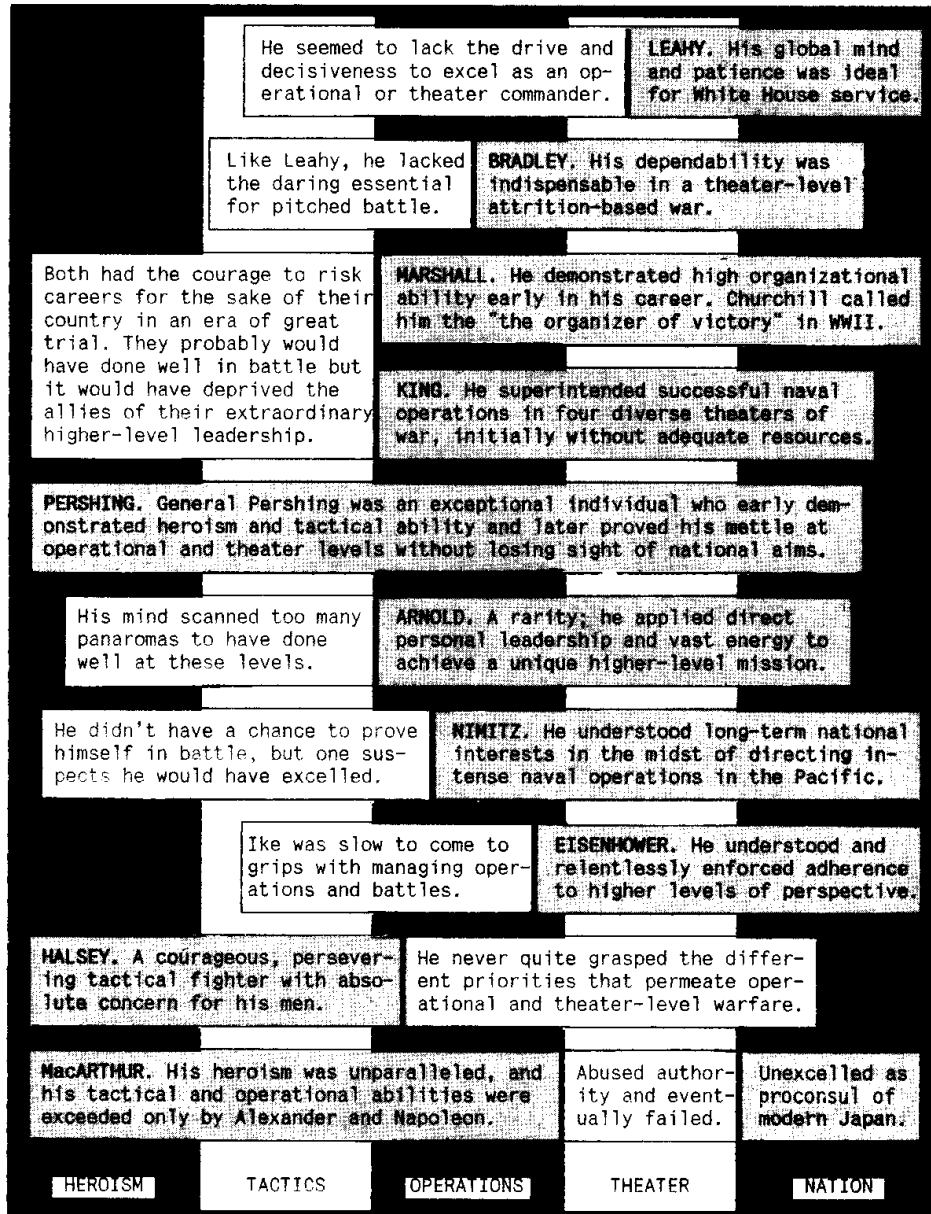 He seemed to lack the drive and
decisiveness to excel as an op-
erational or theater commander.
LEAHY. His global mind
and patience was ideal
for White House service.
Like Leahy, he lacked
the daring essential
for pitched battle.
BRADLEY. His dependability was
indispensable in a theater-level
attrition-based war.
Both had the courage to risk
careers for the sake of their
country in an era of great
trial. They probably would
have done well in battle but
it would have deprived the
allies of their extraordinary
higher-level leadership.
MARSHALL. He demonstrated high organizational
ability early in his career. Churchill called
him the "the organizer of victory" in WWII.
KING. He superintended successful naval
operations in four diverse theaters of
war, initially without adequate resources.
PERSHING. General Pershing was an exceptional individual who early dem-
onstrated heroism and tactical ability and later proved his mettle at
operational and theater levels without losing sight of national aims.
His mind scanned too many
panaromas to have done
well at these levels.
ARNOLD. A rarity; he applied direct
personal leadership and vast energy to
achieve a unique higher-level mission.
He didn't have a chance to prove
himself in battle, but one sus-
pects he would have excelled.
NIMITZ. He understood long-term national
interests in the midst of directing in-
tense naval operations in the Pacific.
Ike was slow to come to
grips with managing oper-
ations and battles.
EISENHOWER. He understood and
relentlessly enforced adherence
to higher levels of perspective.
HALSEY. A courageous, persever-
ing tactical fighter with abso-
lute concern for his men.
He never quite grasped the differ-
ent priorities that permeate oper-
ational and theater-level warfare.
MacARTHUR. His heroism was unparalleled, and
his tactical and operational abilities were
exceeded only by Alexander and Napoleon.
Abused author-
ity and event-
ually failed.
Unexcelled as
proconsul of
modern Japan.
HEROISM TACTICS OPERATIONS THEATER NATION